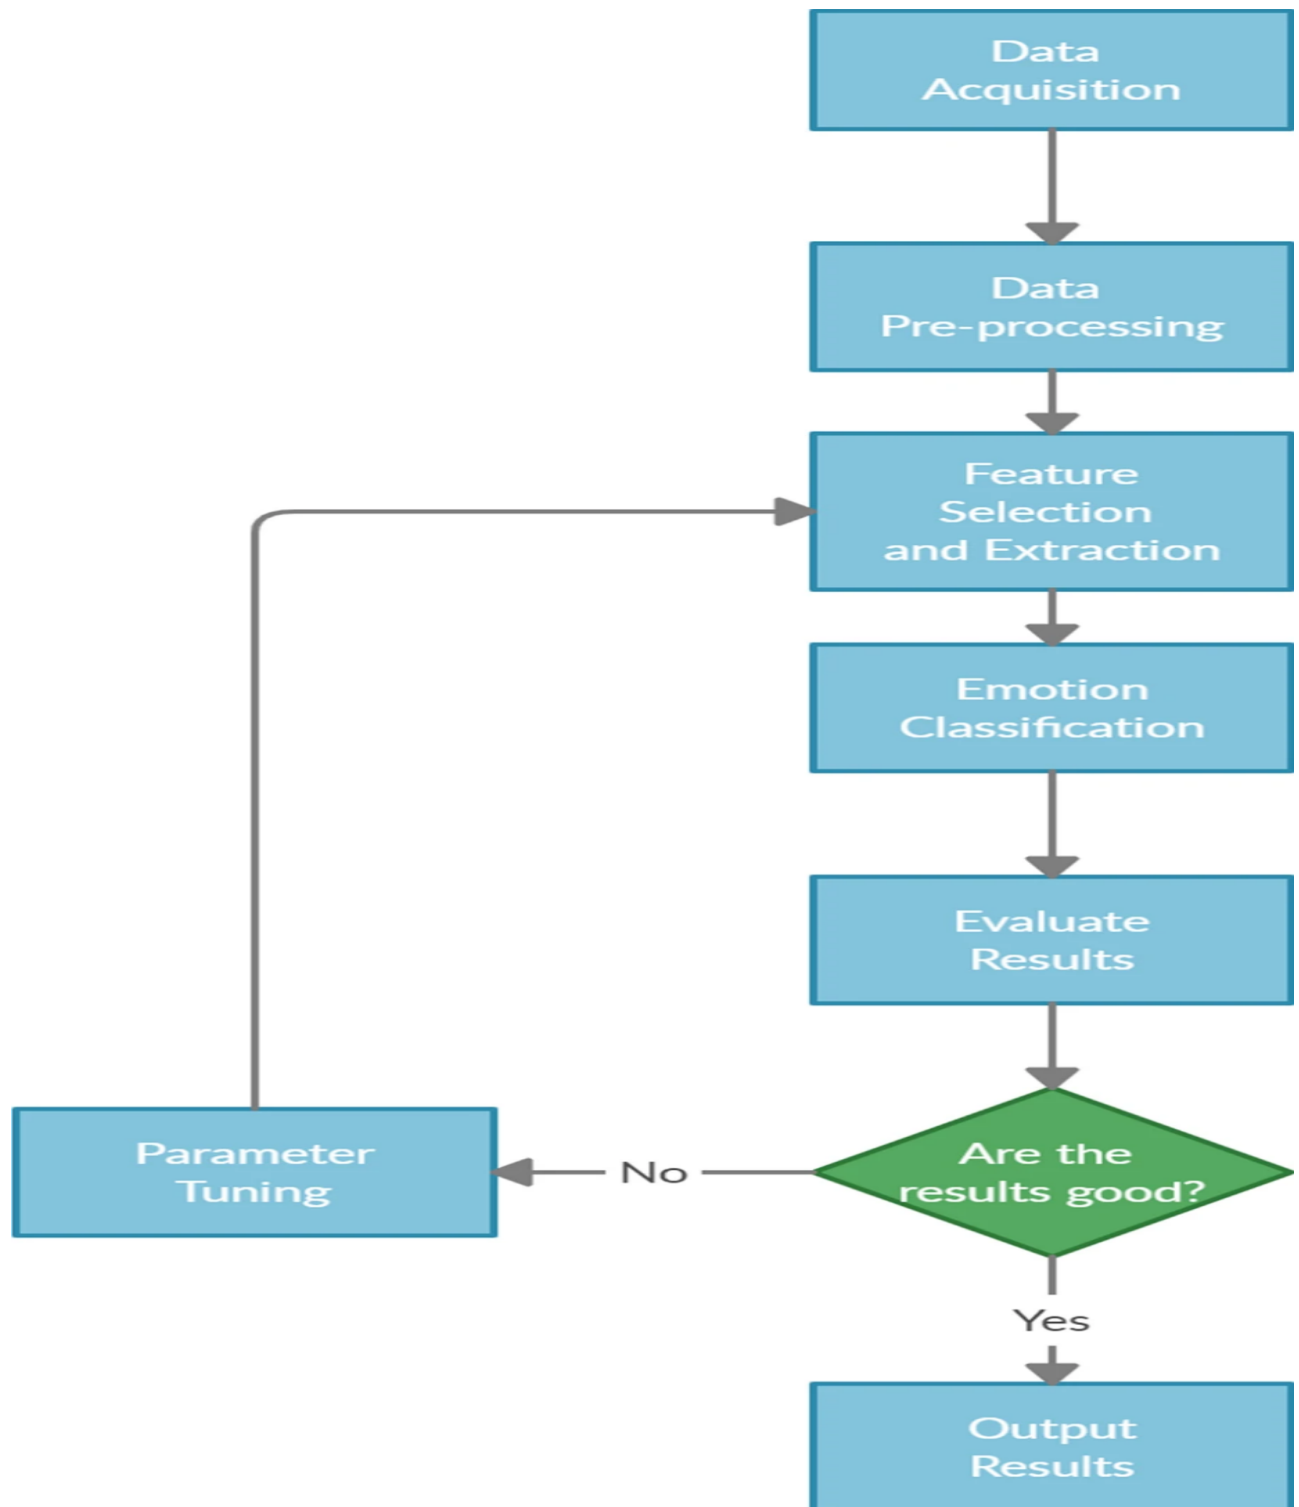 Data
Acquisition
Data
Pre-processing
Feature
Selection
and Extraction
Emotion
Classification
Evaluate
Results
Are the
results good?
No
Parameter
Tuning
Yes
Output
Results